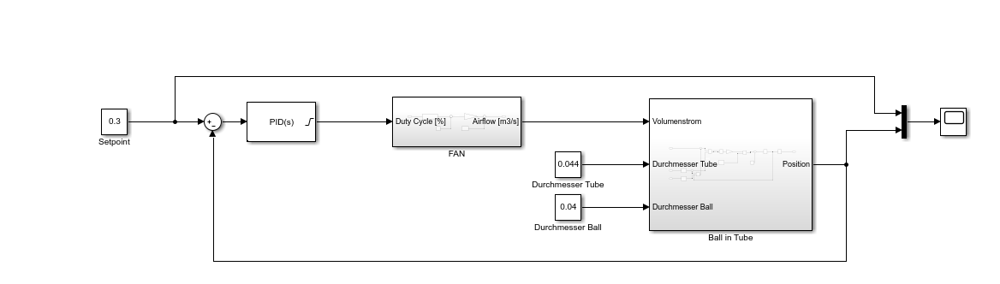 0.3
Setpoint
+
-
PID(s)
Duty Cycle [%]
Airflow [m3/s]
FAN
Volumenstrom
0.044
Durchmesser Tube
Durchmesser Tube
Position
0.04
Durchmesser Ball
Durchmesser Ball
Ball in Tube